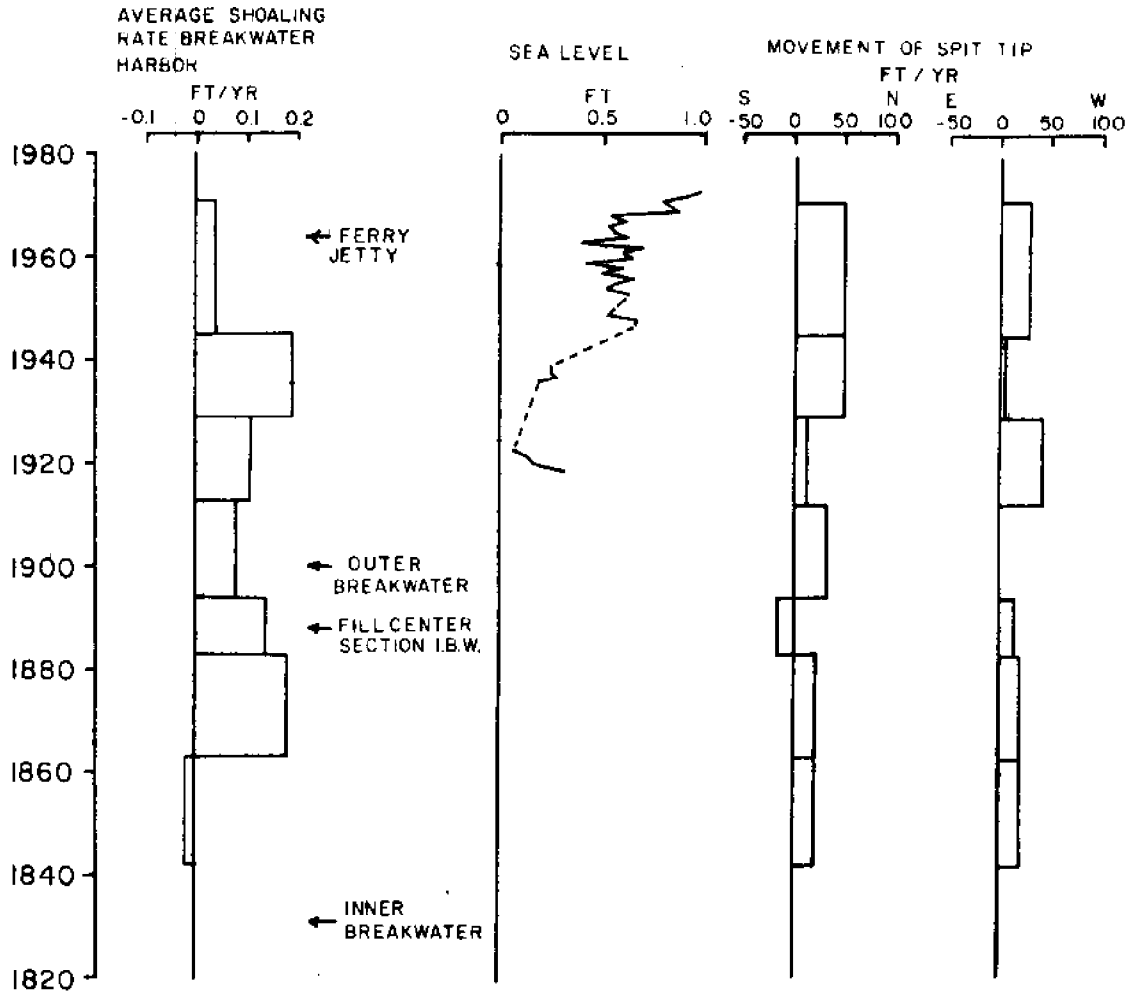 AVERAGE SHOALING
RATE BREAKWATER
HARBOR
FT/YR
-0.1 0 0.1 0.2
SEA LEVEL
FT
0 0.5 1.0
MOVEMENT OF SPIT TIP
FT / YR
S N E W
-50 0 50 100 -50 0 50 100
1980
1960
1940
1920
1900
1880
1860
1840
1820
FERRY
JETTY
OUTER
BREAKWATER
FILL CENTER
SECTION I.B.W.
INNER
BREAKWATER